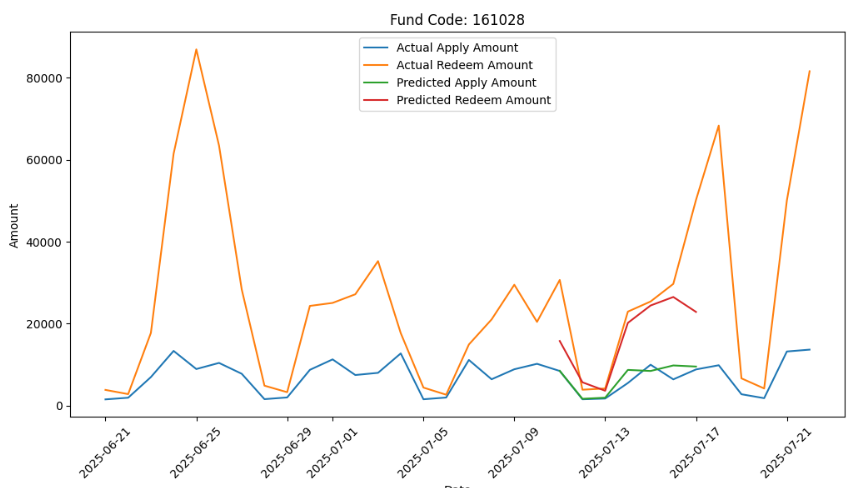 Fund Code: 161028
Actual Apply Amount
Actual Redeem Amount
Predicted Apply Amount
Predicted Redeem Amount
Amount
80000
60000
40000
20000
0
2025-06-21
2025-06-25
2025-06-29
2025-07-01
2025-07-05
2025-07-09
2025-07-13
2025-07-17
2025-07-21
Date